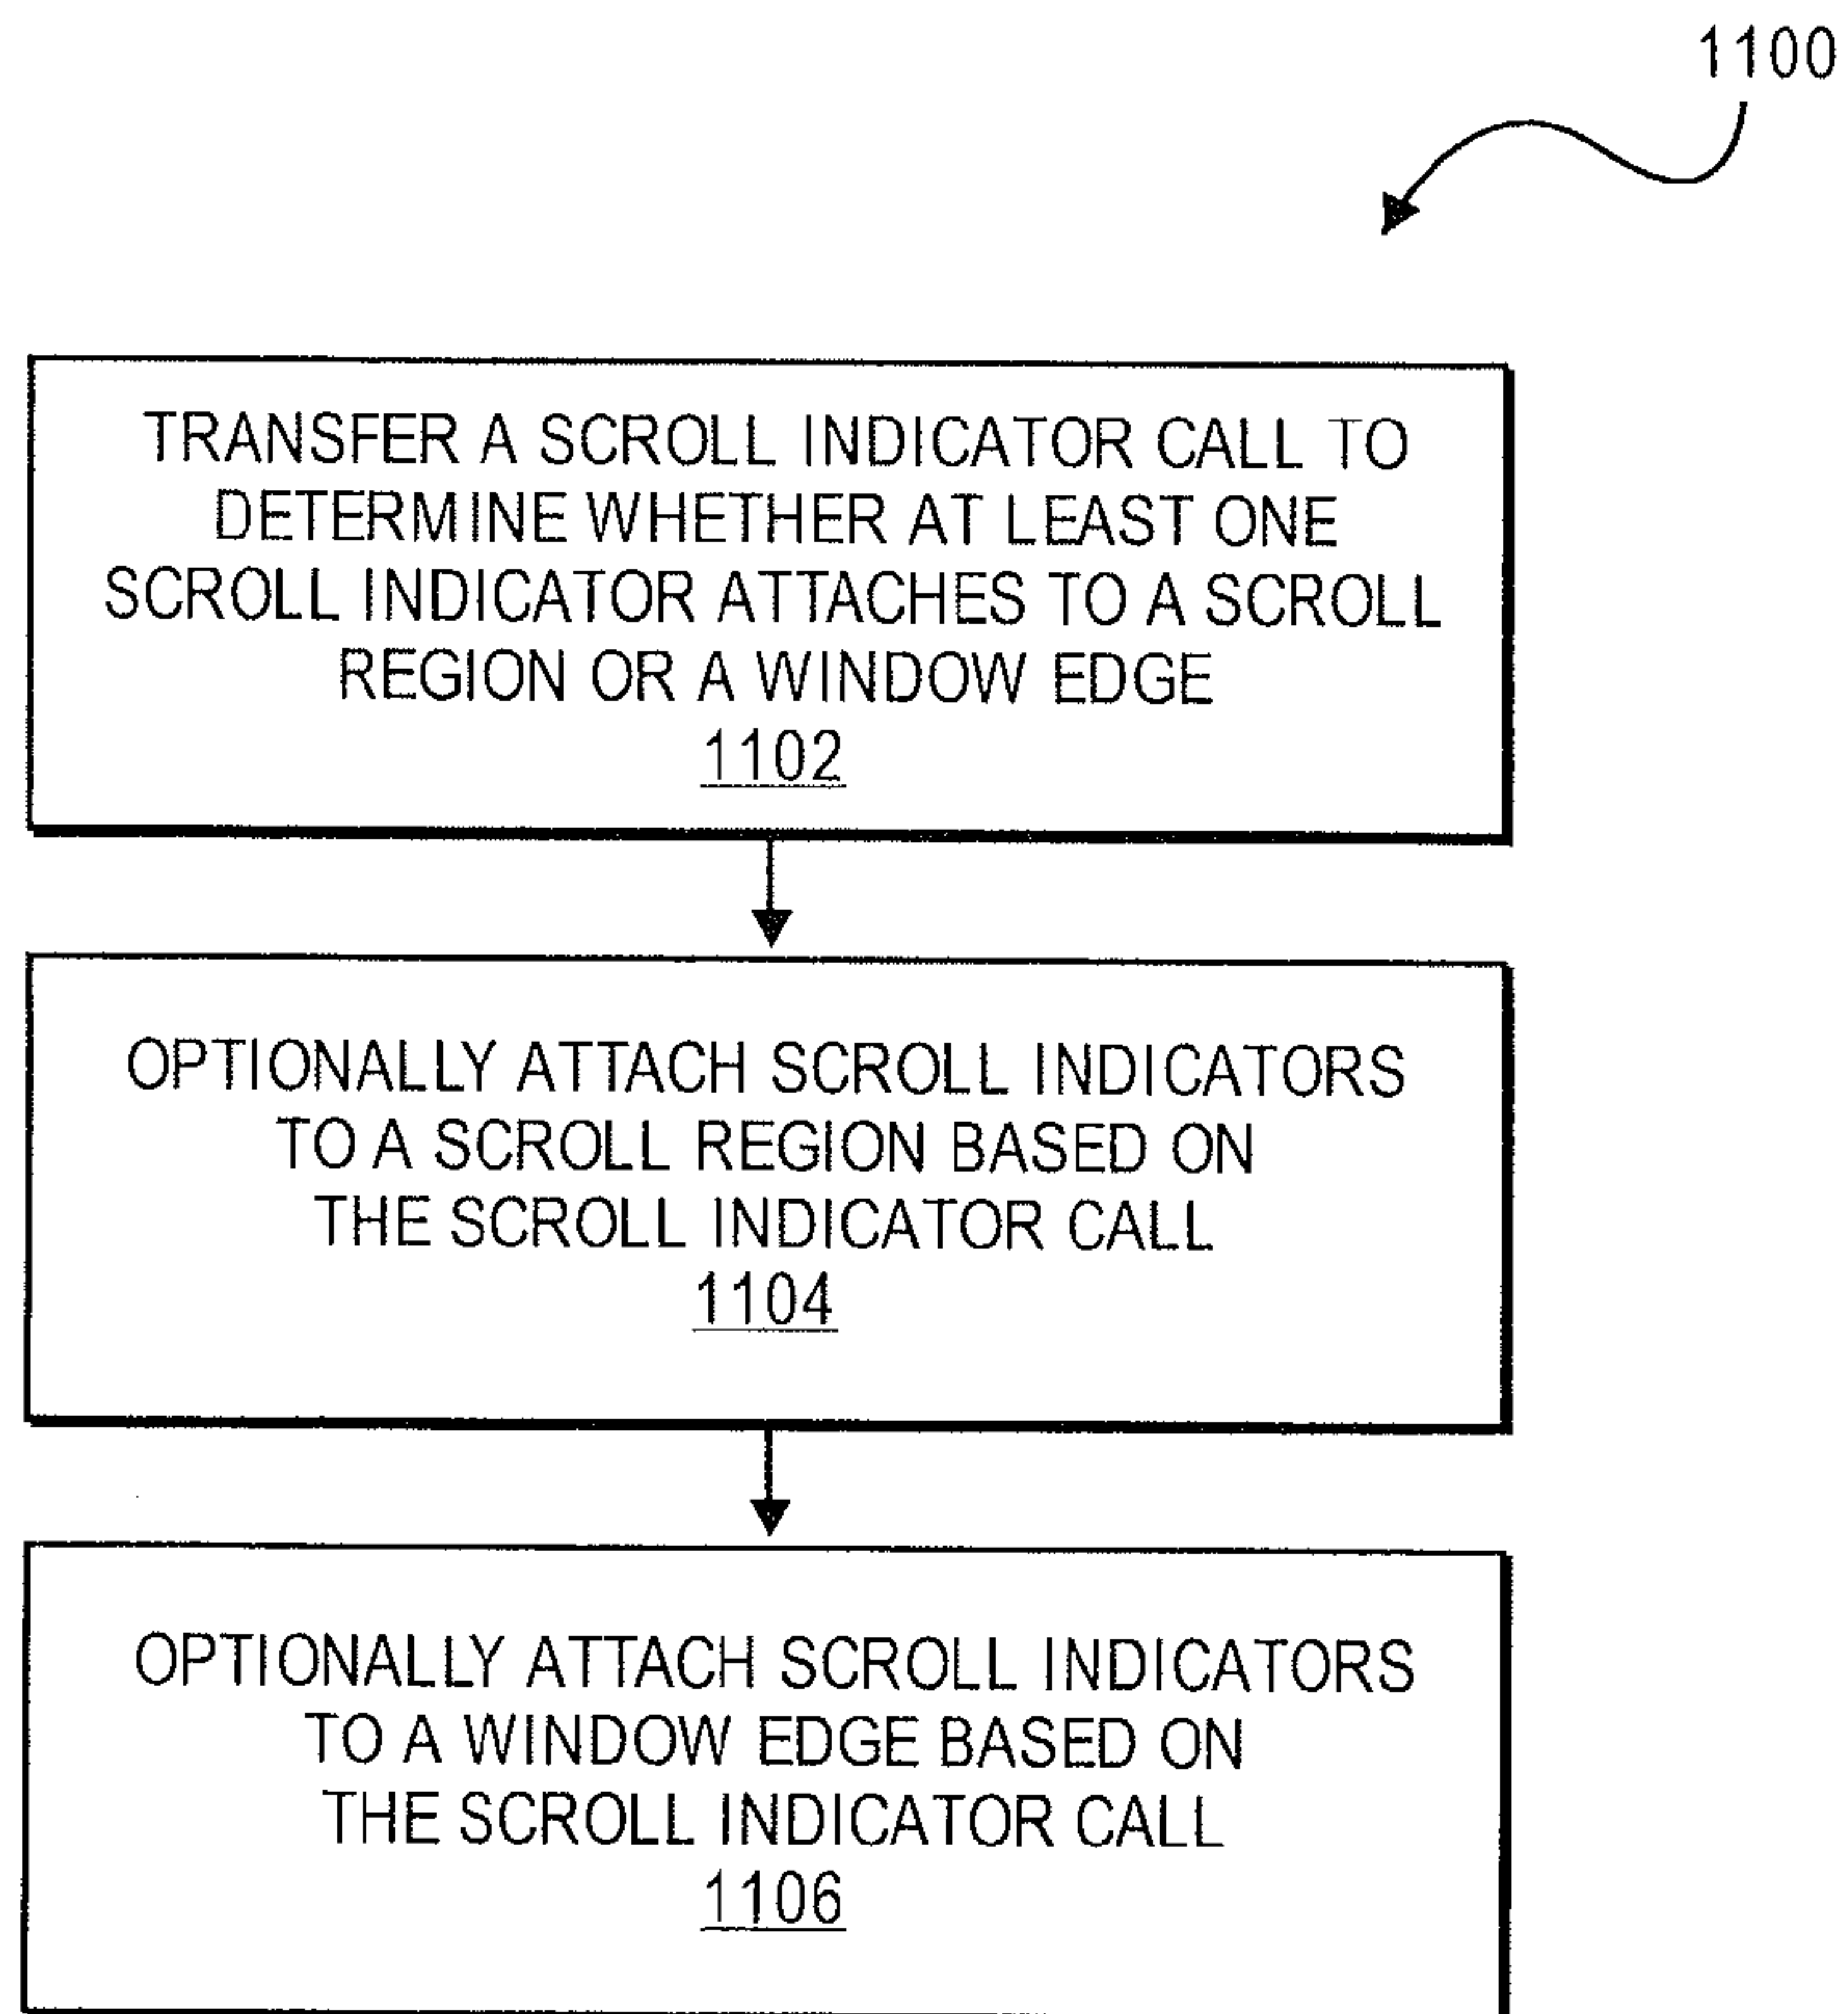 1100
TRANSFER A SCROLL INDICATOR CALL TO
DETERMINE WHETHER AT LEAST ONE
SCROLL INDICATOR ATTACHES TO A SCROLL
REGION OR A WINDOW EDGE
1102
OPTIONALLY ATTACH SCROLL INDICATORS
TO A SCROLL REGION BASED ON
THE SCROLL INDICATOR CALL
1104
OPTIONALLY ATTACH SCROLL INDICATORS
TO A WINDOW EDGE BASED ON
THE SCROLL INDICATOR CALL
1106